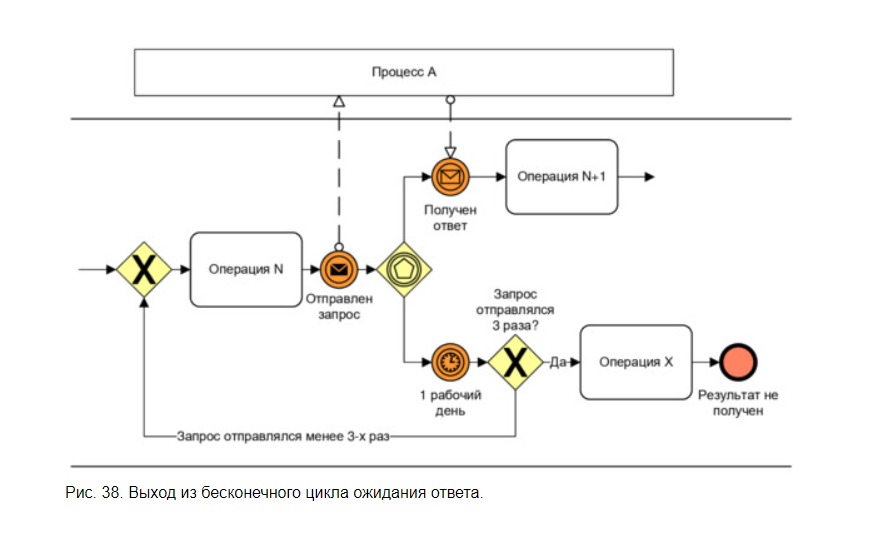 Процесс А
Операция N+1
Получен
ответ
Операция N
Отправлен
запрос
Запрос
отправлялся
3 раза?
Да
Операция X
1 рабочий
день
Результат не
получен
Запрос отправлялся менее 3-х раз
Рис. 38. Выход из бесконечного цикла ожидания ответа.